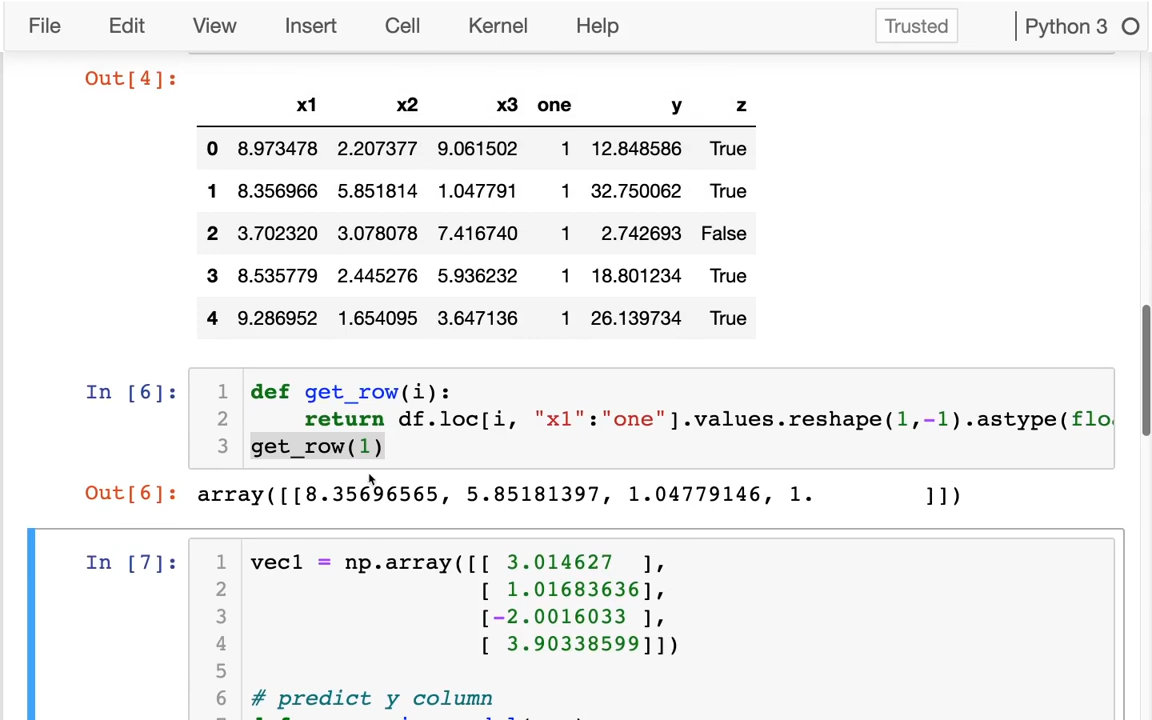 File Edit View Insert Cell Kernel Help Trusted Python 3
Out[4]:
x1 x2 x3 one y z
0 8.973478 2.207377 9.061502 1 12.848586 True
1 8.356966 5.851814 1.047791 1 32.750062 True
2 3.702320 3.078078 7.416740 1 2.742693 False
3 8.535779 2.445276 5.936232 1 18.801234 True
4 9.286952 1.654095 3.647136 1 26.139734 True
In [6]: 1 def get_row(i):
2 return df.loc[i, "x1":"one"].values.reshape(1,-1).astype(flo
3 get_row(1)
Out[6]: array([[8.35696565, 5.85181397, 1.04779146, 1. ]])
In [7]: 1 vec1 = np.array([[ 3.014627 ],
2 [ 1.01683636],
3 [-2.0016033 ],
4 [ 3.90338599]])
5
6 # predict y column